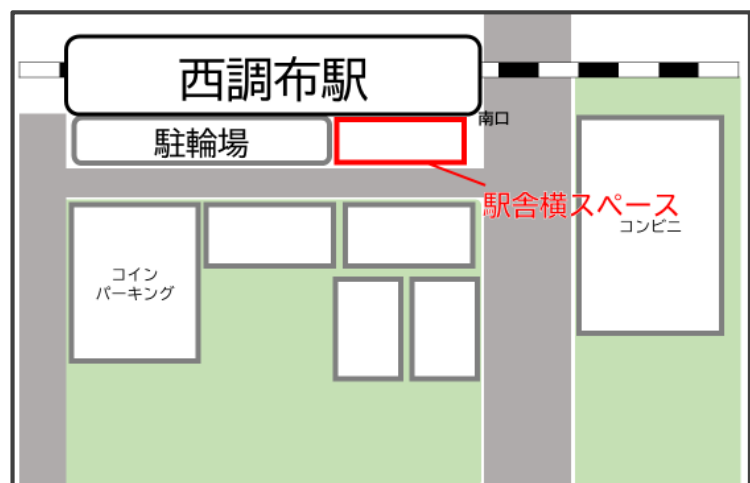 西調布駅
南口
駐輪場
駅舎横スペース
コンビニ
コイン
パーキング